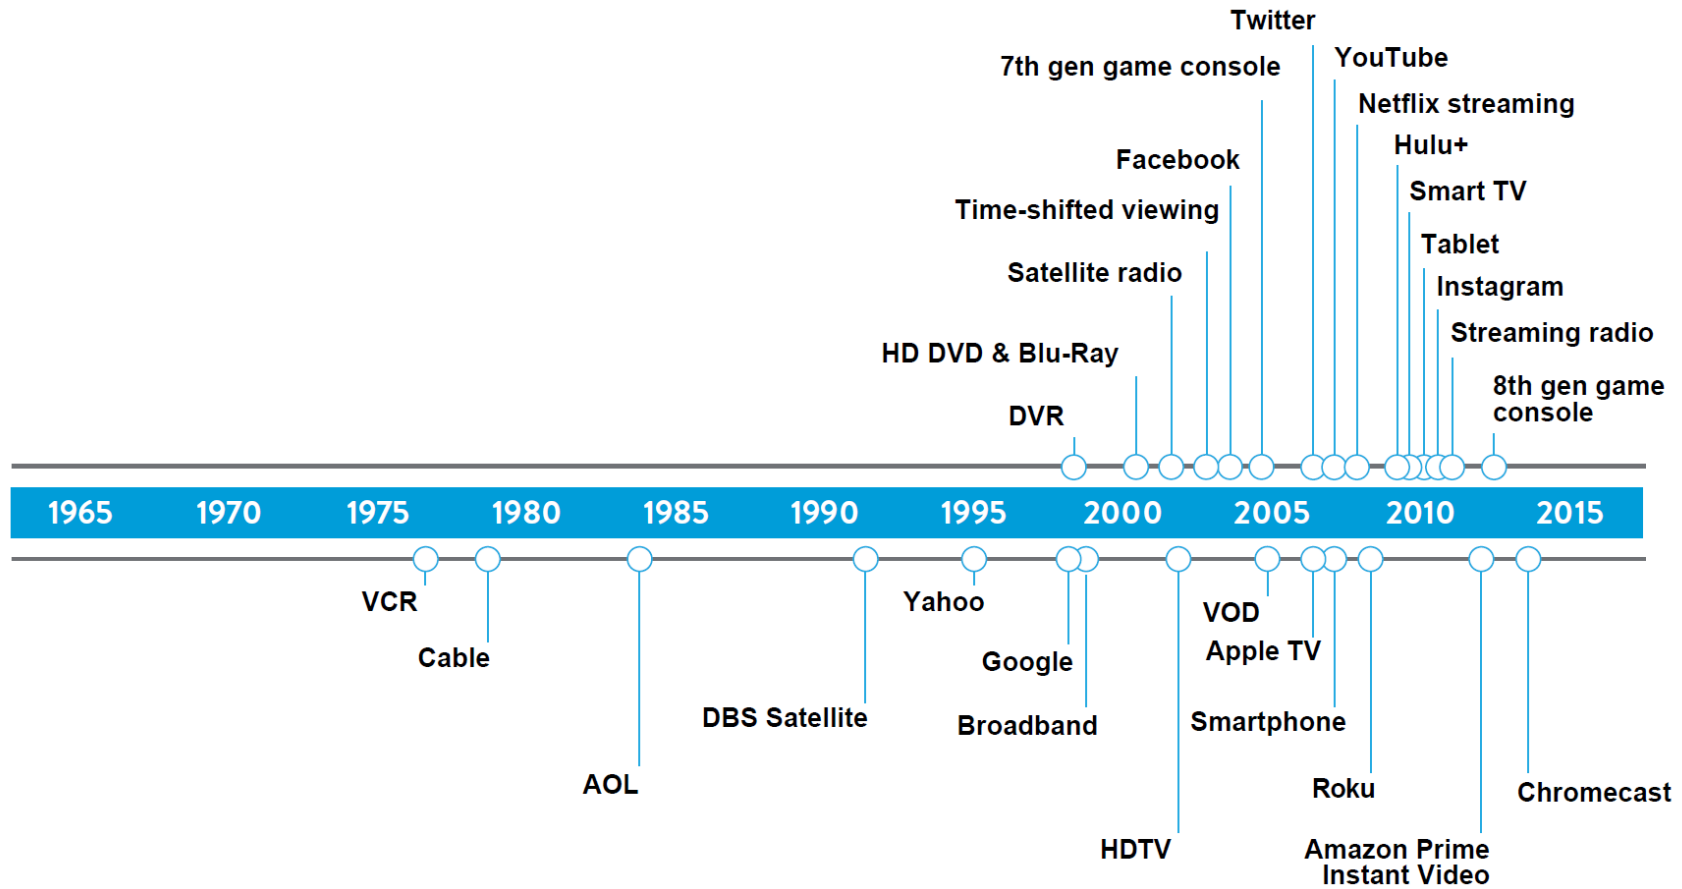 Twitter
YouTube
7th gen game console
Netflix streaming
Hulu+
Facebook
Smart TV
Time-shifted viewing
Tablet
Satellite radio
Instagram
Streaming radio
HD DVD & Blu-Ray
8th gen game
console
DVR
1965 1970 1975 1980 1985 1990 1995 2000 2005 2010 2015
VCR
Yahoo
VOD
Cable
Google
Apple TV
DBS Satellite
Broadband
Smartphone
AOL
Roku
Chromecast
HDTV
Amazon Prime
Instant Video